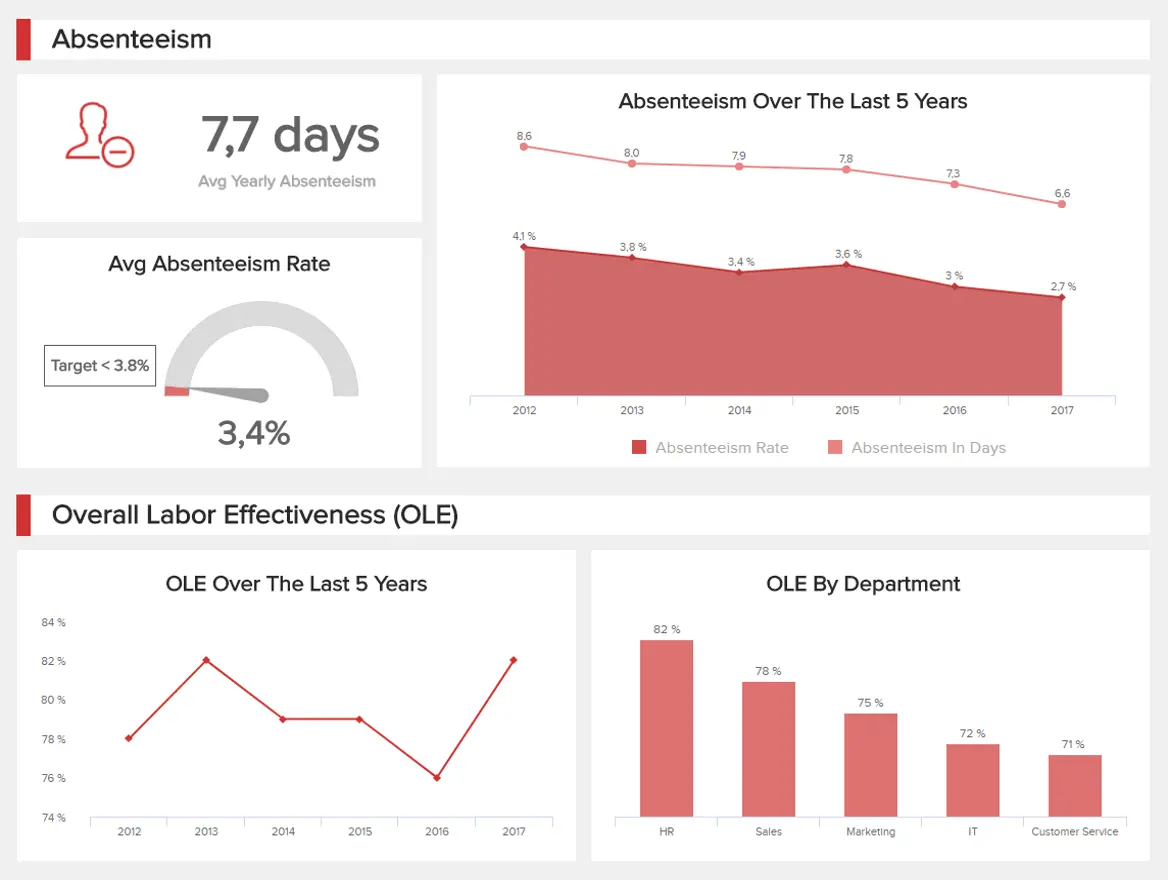 Absenteeism
7,7 days
Avg Yearly Absenteeism
Avg Absenteeism Rate
Target < 3.8%
3,4%
Absenteeism Over The Last 5 Years
8,6
8,0
7,9
7,8
7,3
6,6
4,1 %
3,8 %
3,4 %
3,6 %
3 %
2,7 %
2012 2013 2014 2015 2016 2017
Absenteeism Rate Absenteeism In Days
Overall Labor Effectiveness (OLE)
OLE Over The Last 5 Years
84 %
82 %
80 %
78 %
76 %
74 %
2012 2013 2014 2015 2016 2017
OLE By Department
82 %
78 %
75 %
72 %
71 %
HR Sales Marketing IT Customer Service